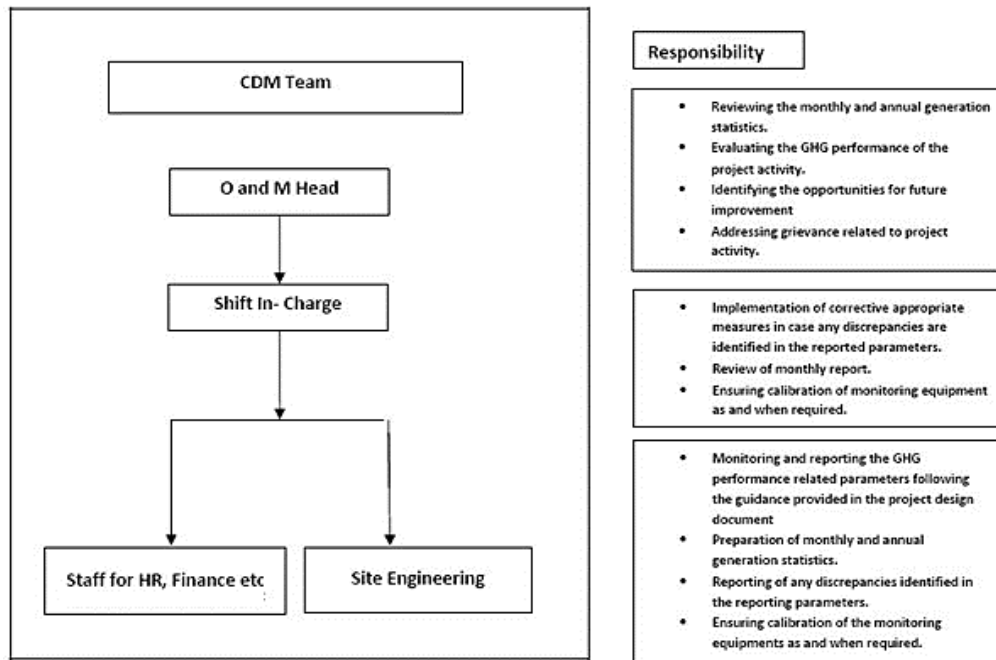 CDM Team
O and M Head
Shift In- Charge
Staff for HR, Finance etc
Site Engineering
Responsibility
• Reviewing the monthly and annual generation
statistics.
• Evaluating the GHG performance of the
project activity.
• Identifying the opportunities for future
improvement
• Addressing grievance related to project
activity.
• Implementation of corrective appropriate
measures in case any discrepancies are
identified in the reported parameters.
• Review of monthly report.
• Ensuring calibration of monitoring equipment
as and when required.
• Monitoring and reporting the GHG
performance related parameters following
the guidance provided in the project design
document
• Preparation of monthly and annual
generation statistics.
• Reporting of any discrepancies identified in
the reporting parameters.
• Ensuring calibration of the monitoring
equipments as and when required.